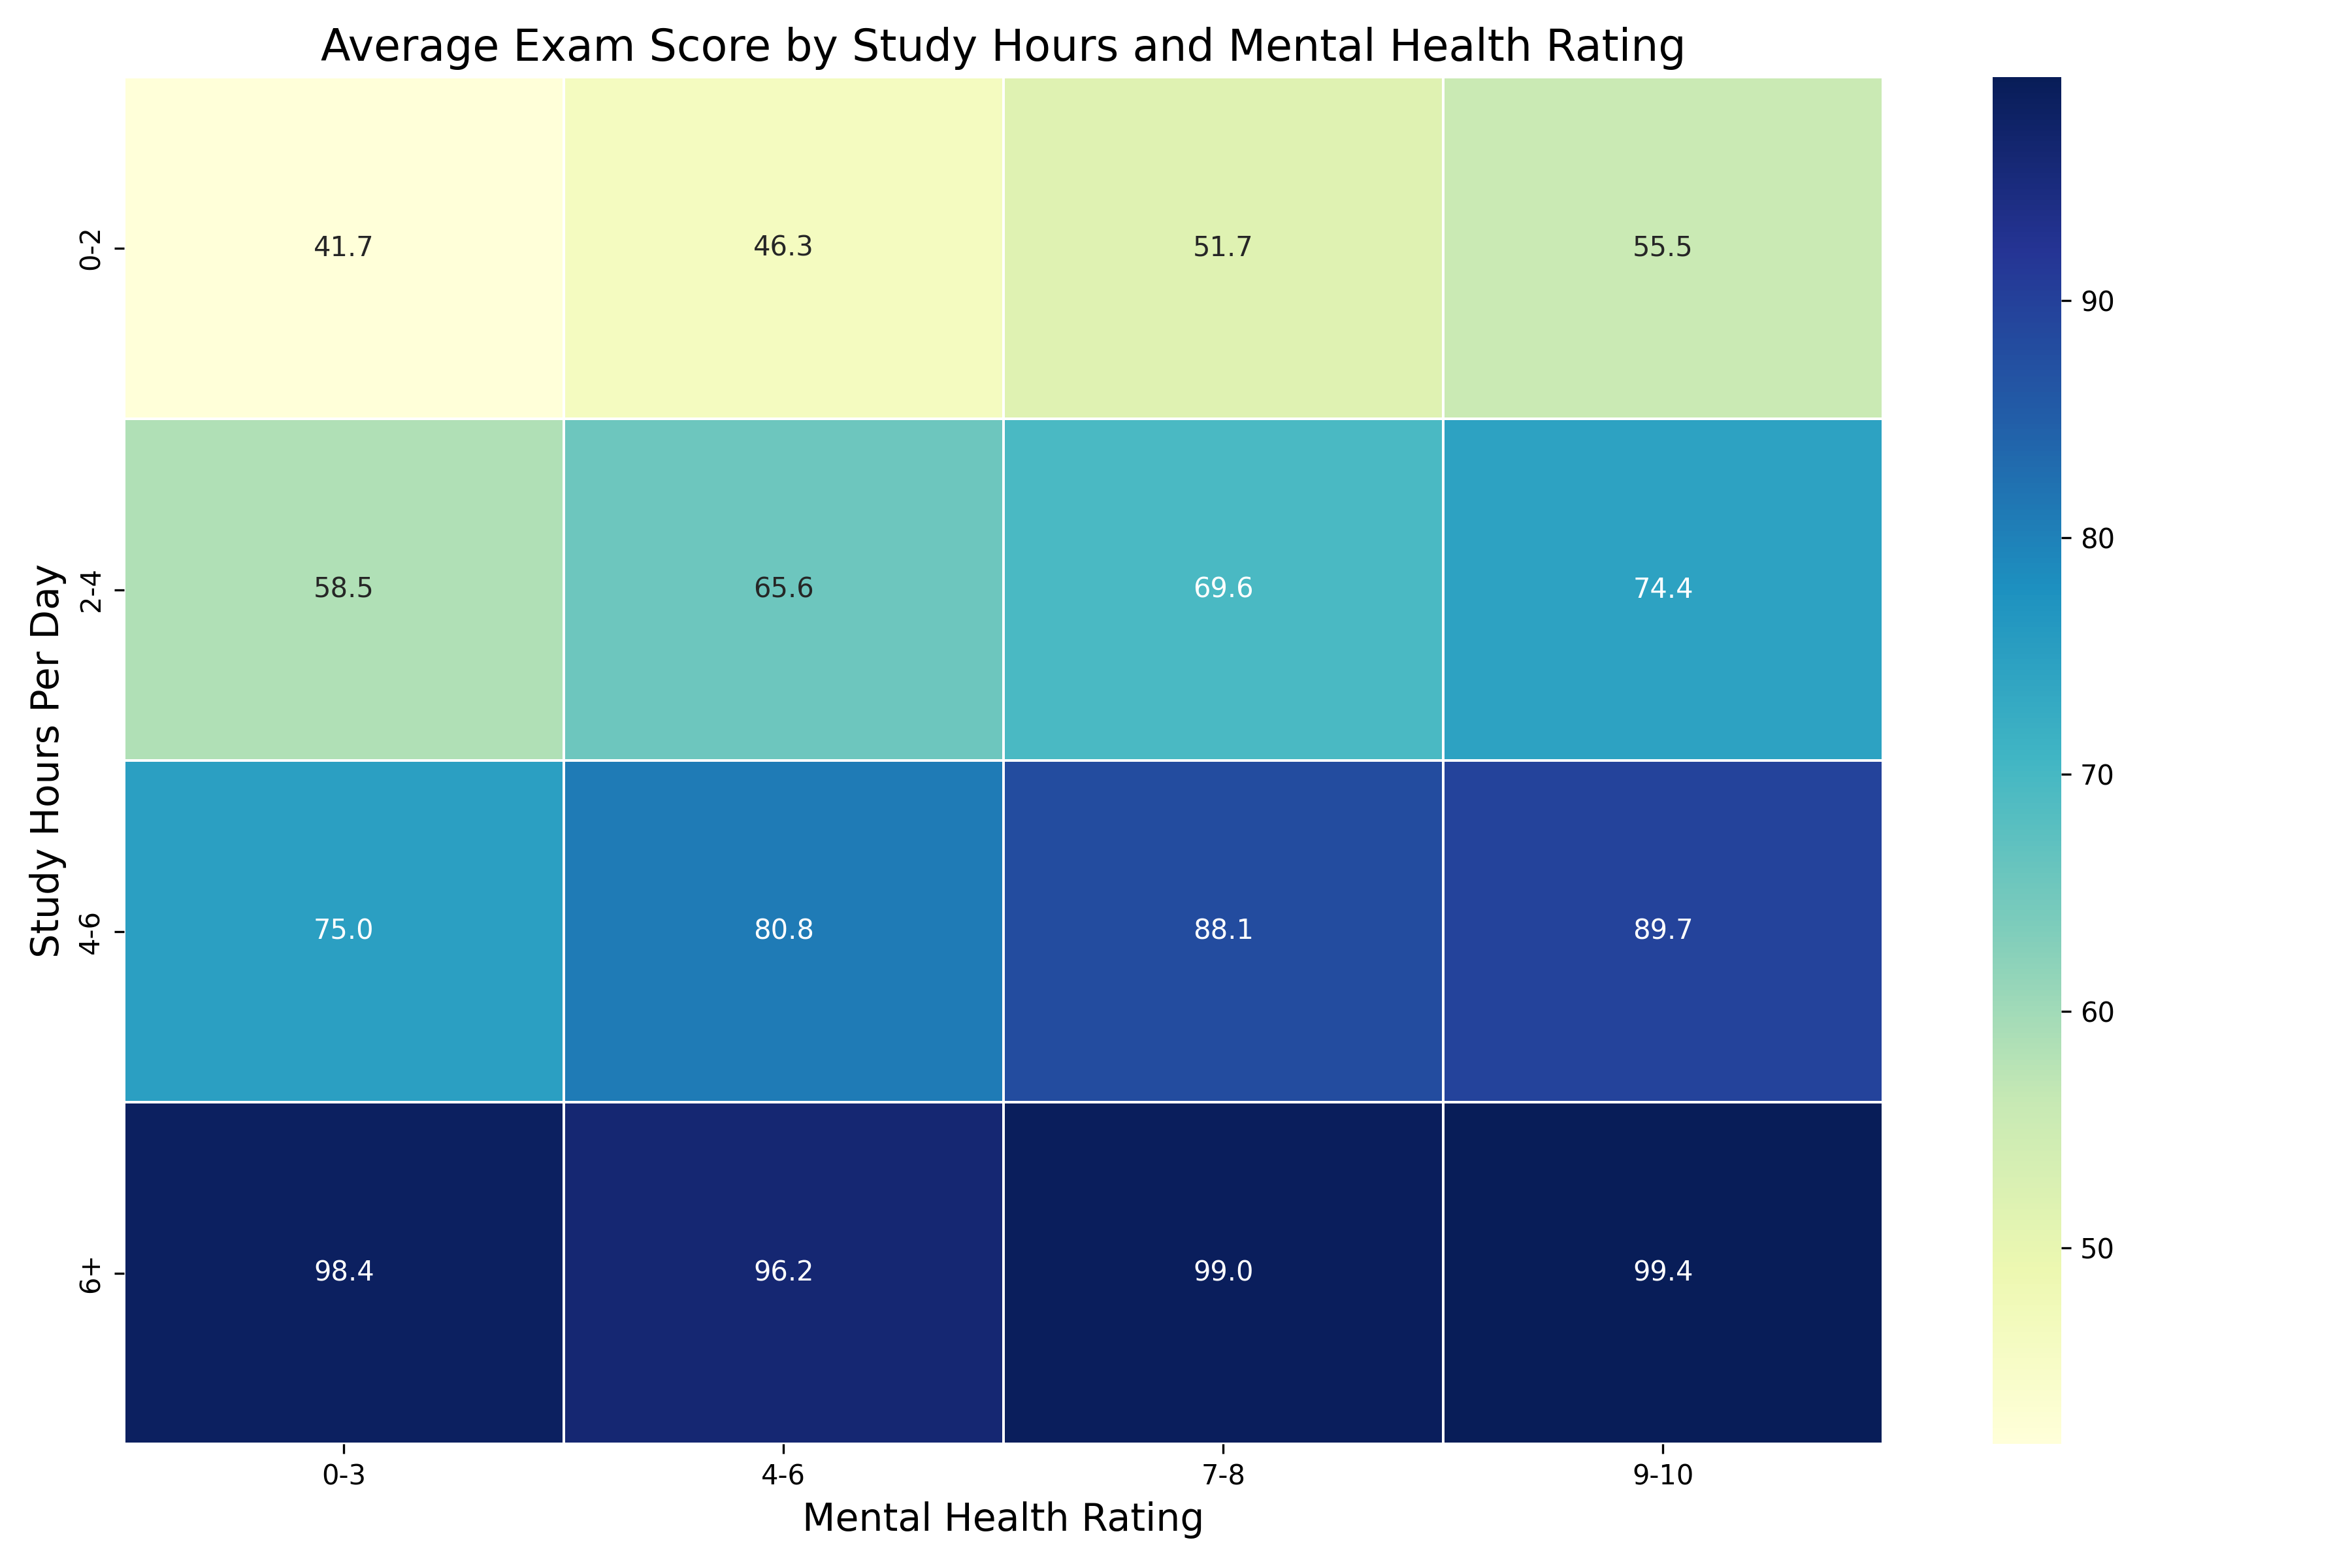 Average Exam Score by Study Hours and Mental Health Rating
Study Hours Per Day
0-2
41.7 46.3 51.7 55.5
2-4
58.5 65.6 69.6 74.4
4-6
75.0 80.8 88.1 89.7
6+
98.4 96.2 99.0 99.4
0-3 4-6 7-8 9-10
Mental Health Rating
90
80
70
60
50